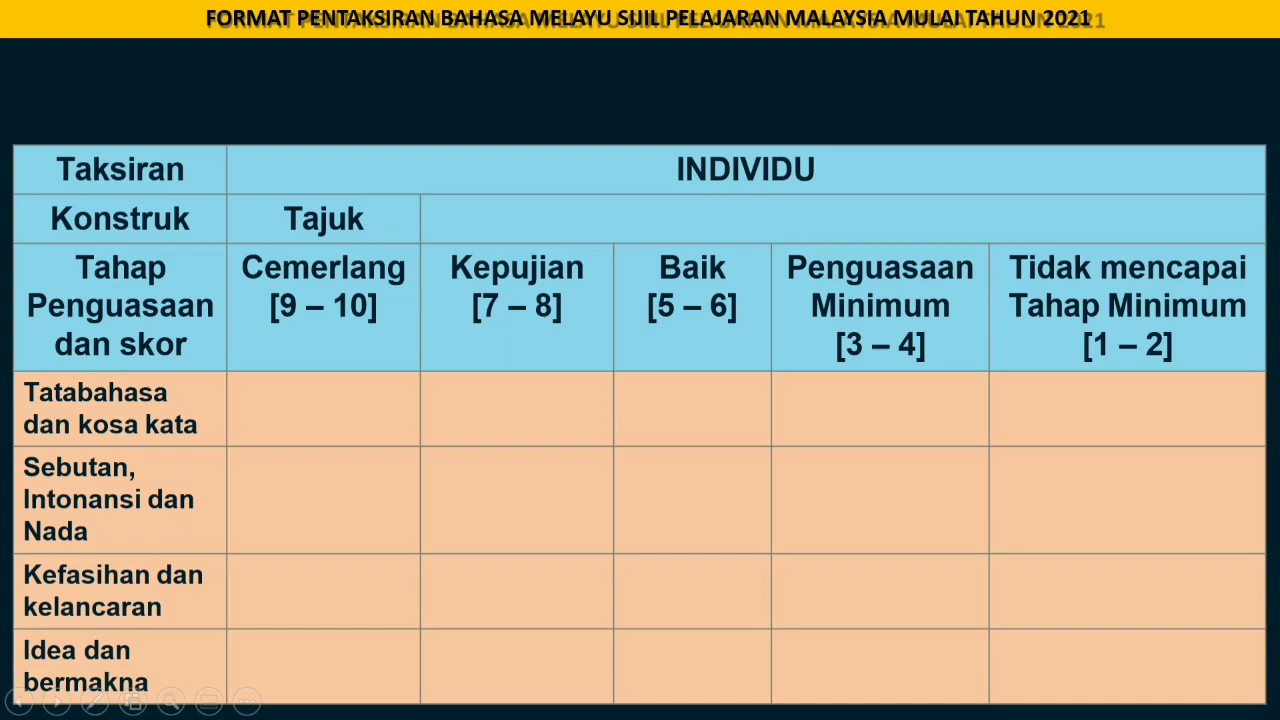 FORMAT PENTAKSIRAN BAHASA MELAYU SIJIL PELAJARAN MALAYSIA MULAI TAHUN 2021
Taksiran
INDIVIDU
Konstruk
Tajuk
Tahap
Penguasaan
dan skor
Cemerlang
[9 – 10]
Kepujian
[7 – 8]
Baik
[5 – 6]
Penguasaan
Minimum
[3 – 4]
Tidak mencapai
Tahap Minimum
[1 – 2]
Tatabahasa
dan kosa kata
Sebutan,
Intonansi dan
Nada
Kefasihan dan
kelancaran
Idea dan
bermakna